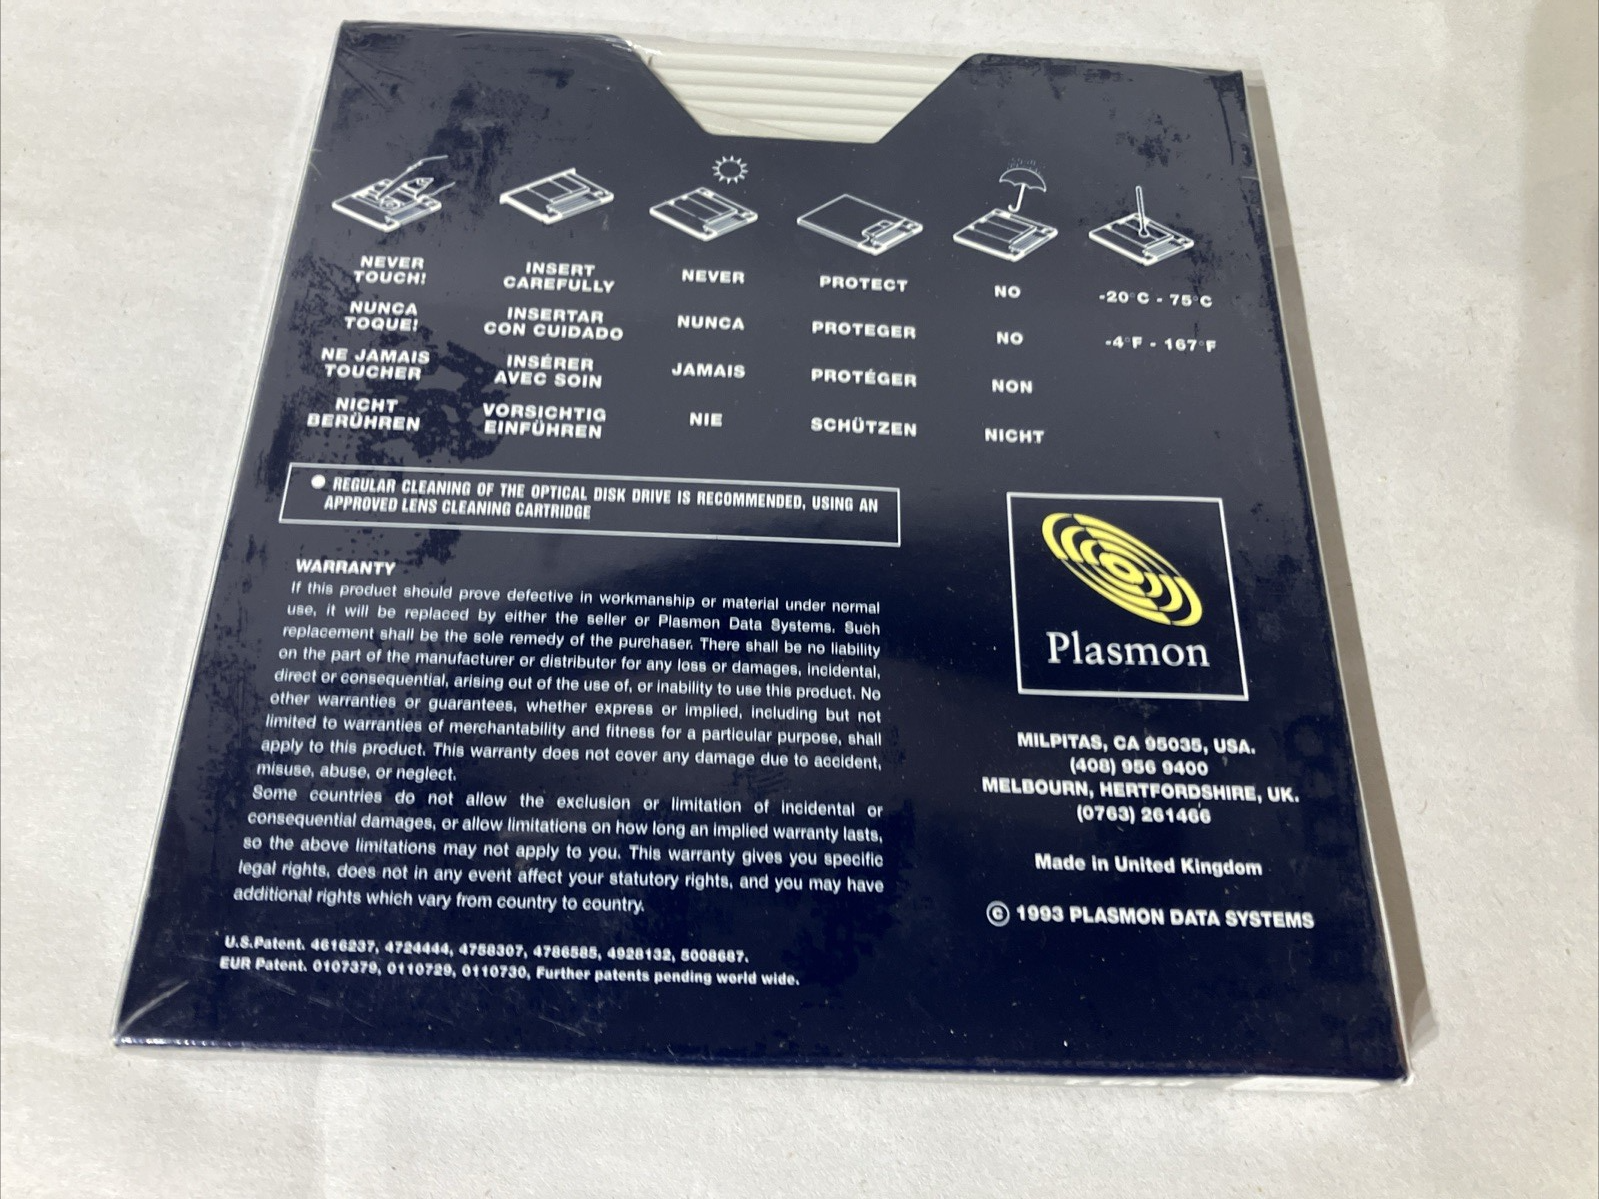 NEVER
TOUCH!
NUNCA
TOQUE!
NE JAMAIS
TOUCHER
NICHT
BERÜHREN
INSERT
CAREFULLY
INSERTAR
CON CUIDADO
INSÉRER
AVEC SOIN
VORSICHTIG
EINFÜHREN
NEVER
NUNCA
JAMAIS
NIE
PROTECT
PROTEGER
PROTÉGER
SCHÜTZEN
NO
NO
NON
NICHT
-20°C - 75°C
-4°F - 167°F
● REGULAR CLEANING OF THE OPTICAL DISK DRIVE IS RECOMMENDED, USING AN
APPROVED LENS CLEANING CARTRIDGE
WARRANTY
If this product should prove defective in workmanship or material under normal
use, it will be replaced by either the seller or Plasmon Data Systems. Such
replacement shall be the sole remedy of the purchaser. There shall be no liability
on the part of the manufacturer or distributor for any loss or damages, incidental,
direct or consequential, arising out of the use of, or inability to use this product. No
other warranties or guarantees, whether express or implied, including but not
limited to warranties of merchantability and fitness for a particular purpose, shall
apply to this product. This warranty does not cover any damage due to accident,
misuse, abuse, or neglect.
Some countries do not allow the exclusion or limitation of incidental or
consequential damages, or allow limitations on how long an implied warranty lasts,
so the above limitations may not apply to you. This warranty gives you specific
legal rights, does not in any event affect your statutory rights, and you may have
additional rights which vary from country to country.
U.S.Patent. 4616237, 4724444, 4758307, 4786585, 4928132, 5008687.
EUR Patent. 0107379, 0110729, 0110730, Further patents pending world wide.
Plasmon
MILPITAS, CA 95035, USA.
(408) 956 9400
MELBOURN, HERTFORDSHIRE, UK.
(0763) 261466
Made in United Kingdom
© 1993 PLASMON DATA SYSTEMS